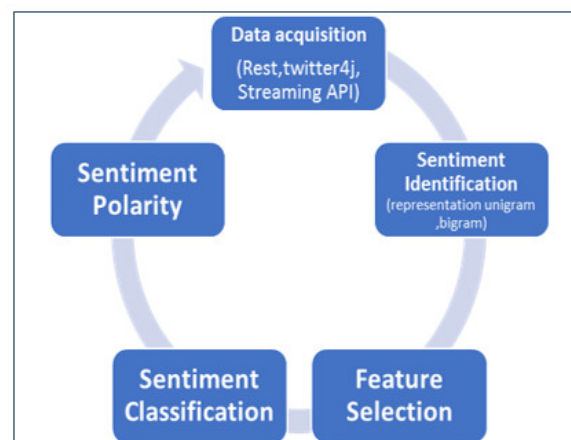 Data acquisition
(Rest,twitter4j,
Streaming API)
Sentiment
Identification
(representation unigram
,bigram)
Feature
Selection
Sentiment
Classification
Sentiment
Polarity